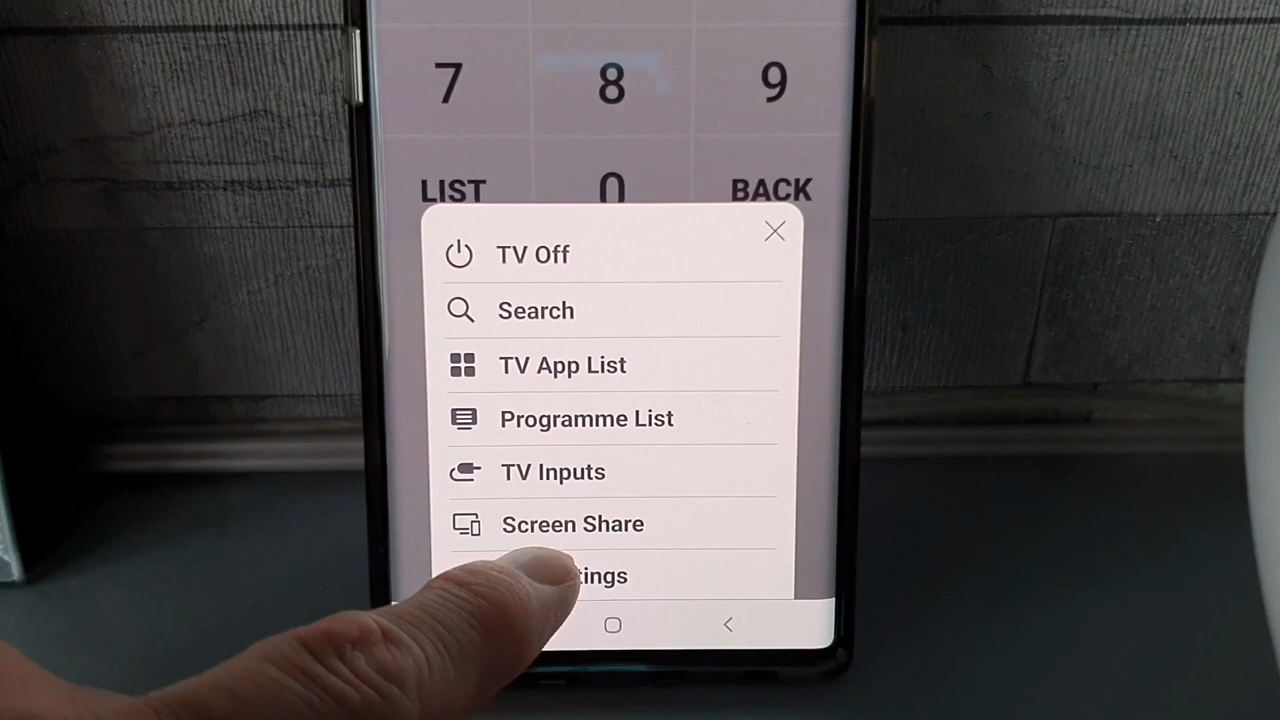 7 8 9
LIST 0 BACK
TV Off
Search
TV App List
Programme List
TV Inputs
Screen Share
tings